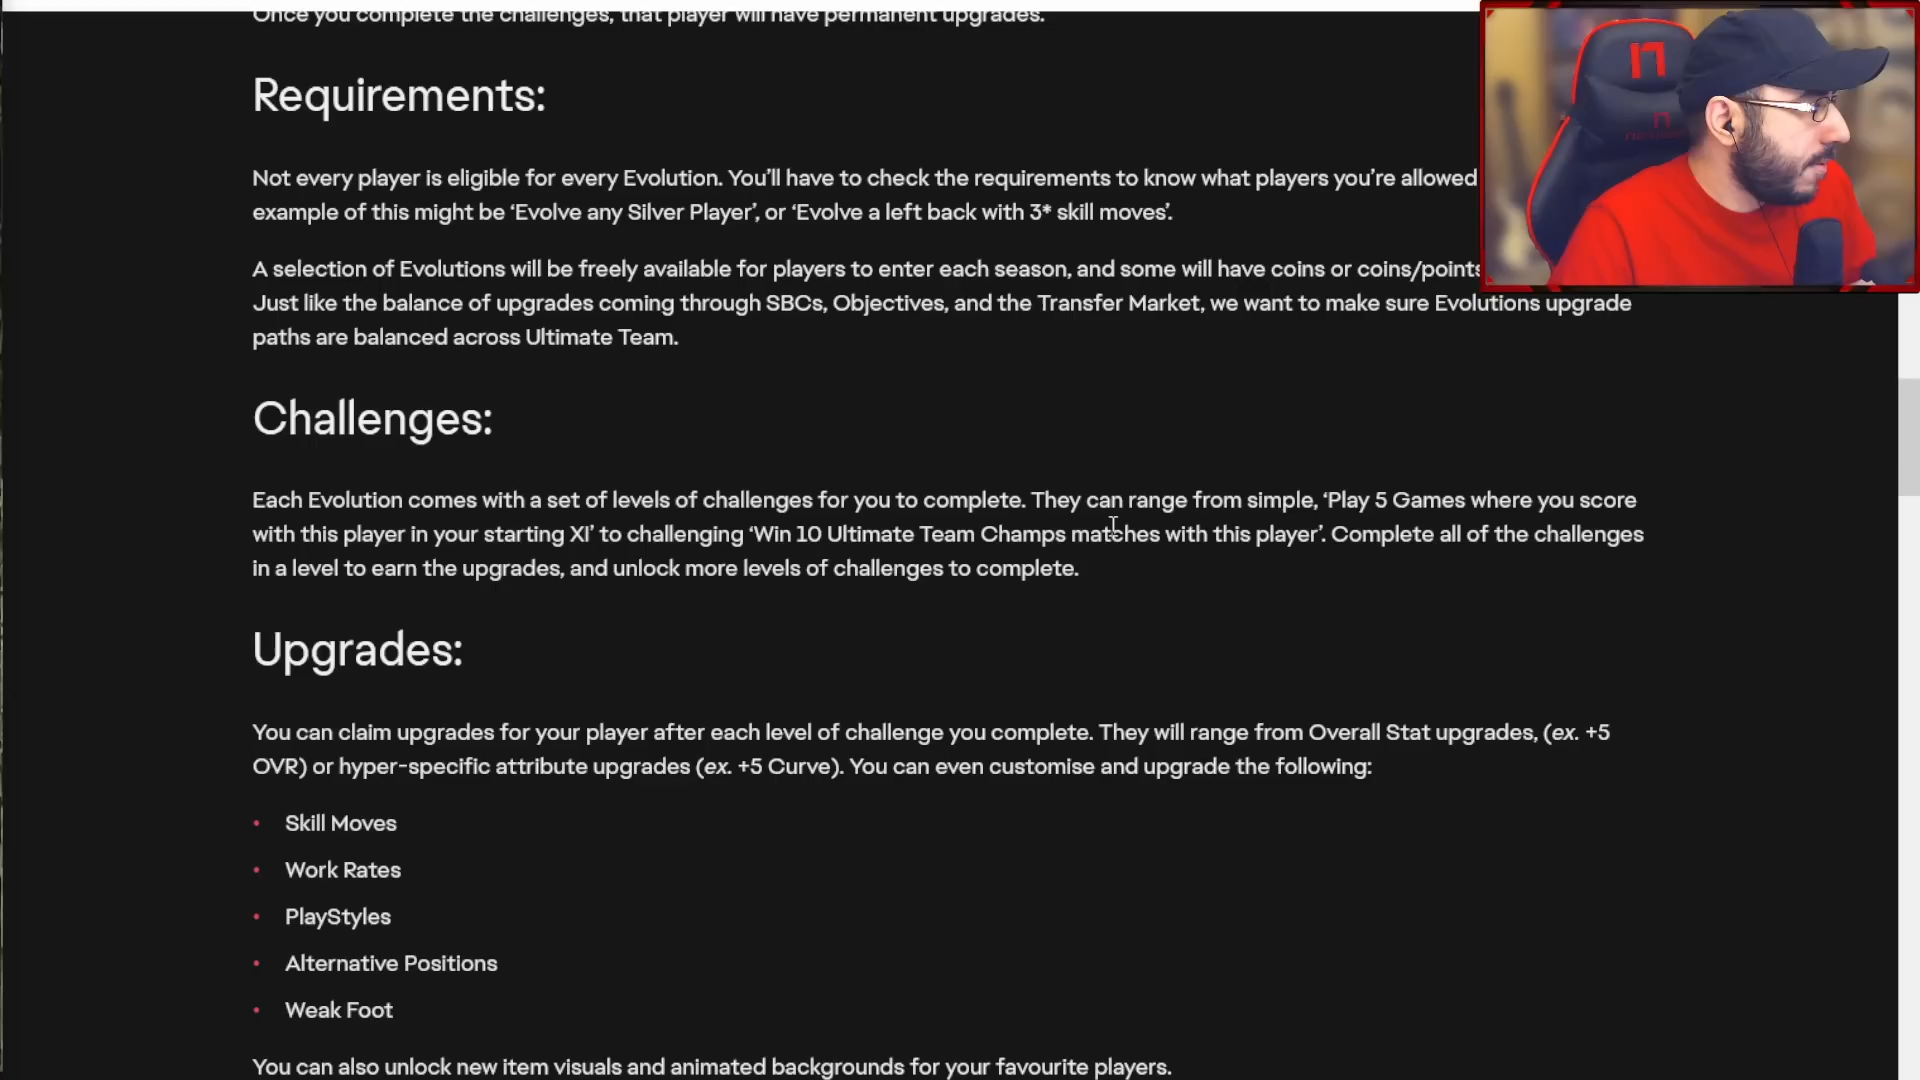 Once you complete the challenges, that player will have permanent upgrades.
Requirements:
Not every player is eligible for every Evolution. You’ll have to check the requirements to know what players you’re allowed
example of this might be ‘Evolve any Silver Player’, or ‘Evolve a left back with 3* skill moves’.
A selection of Evolutions will be freely available for players to enter each season, and some will have coins or coins/points
Just like the balance of upgrades coming through SBCs, Objectives, and the Transfer Market, we want to make sure Evolutions upgrade
paths are balanced across Ultimate Team.
Challenges:
Each Evolution comes with a set of levels of challenges for you to complete. They can range from simple, ‘Play 5 Games where you score
with this player in your starting XI’ to challenging ‘Win 10 Ultimate Team Champs matches with this player’. Complete all of the challenges
in a level to earn the upgrades, and unlock more levels of challenges to complete.
Upgrades:
You can claim upgrades for your player after each level of challenge you complete. They will range from Overall Stat upgrades, (ex. +5
OVR) or hyper-specific attribute upgrades (ex. +5 Curve). You can even customise and upgrade the following:
• Skill Moves
• Work Rates
• PlayStyles
• Alternative Positions
• Weak Foot
You can also unlock new item visuals and animated backgrounds for your favourite players.